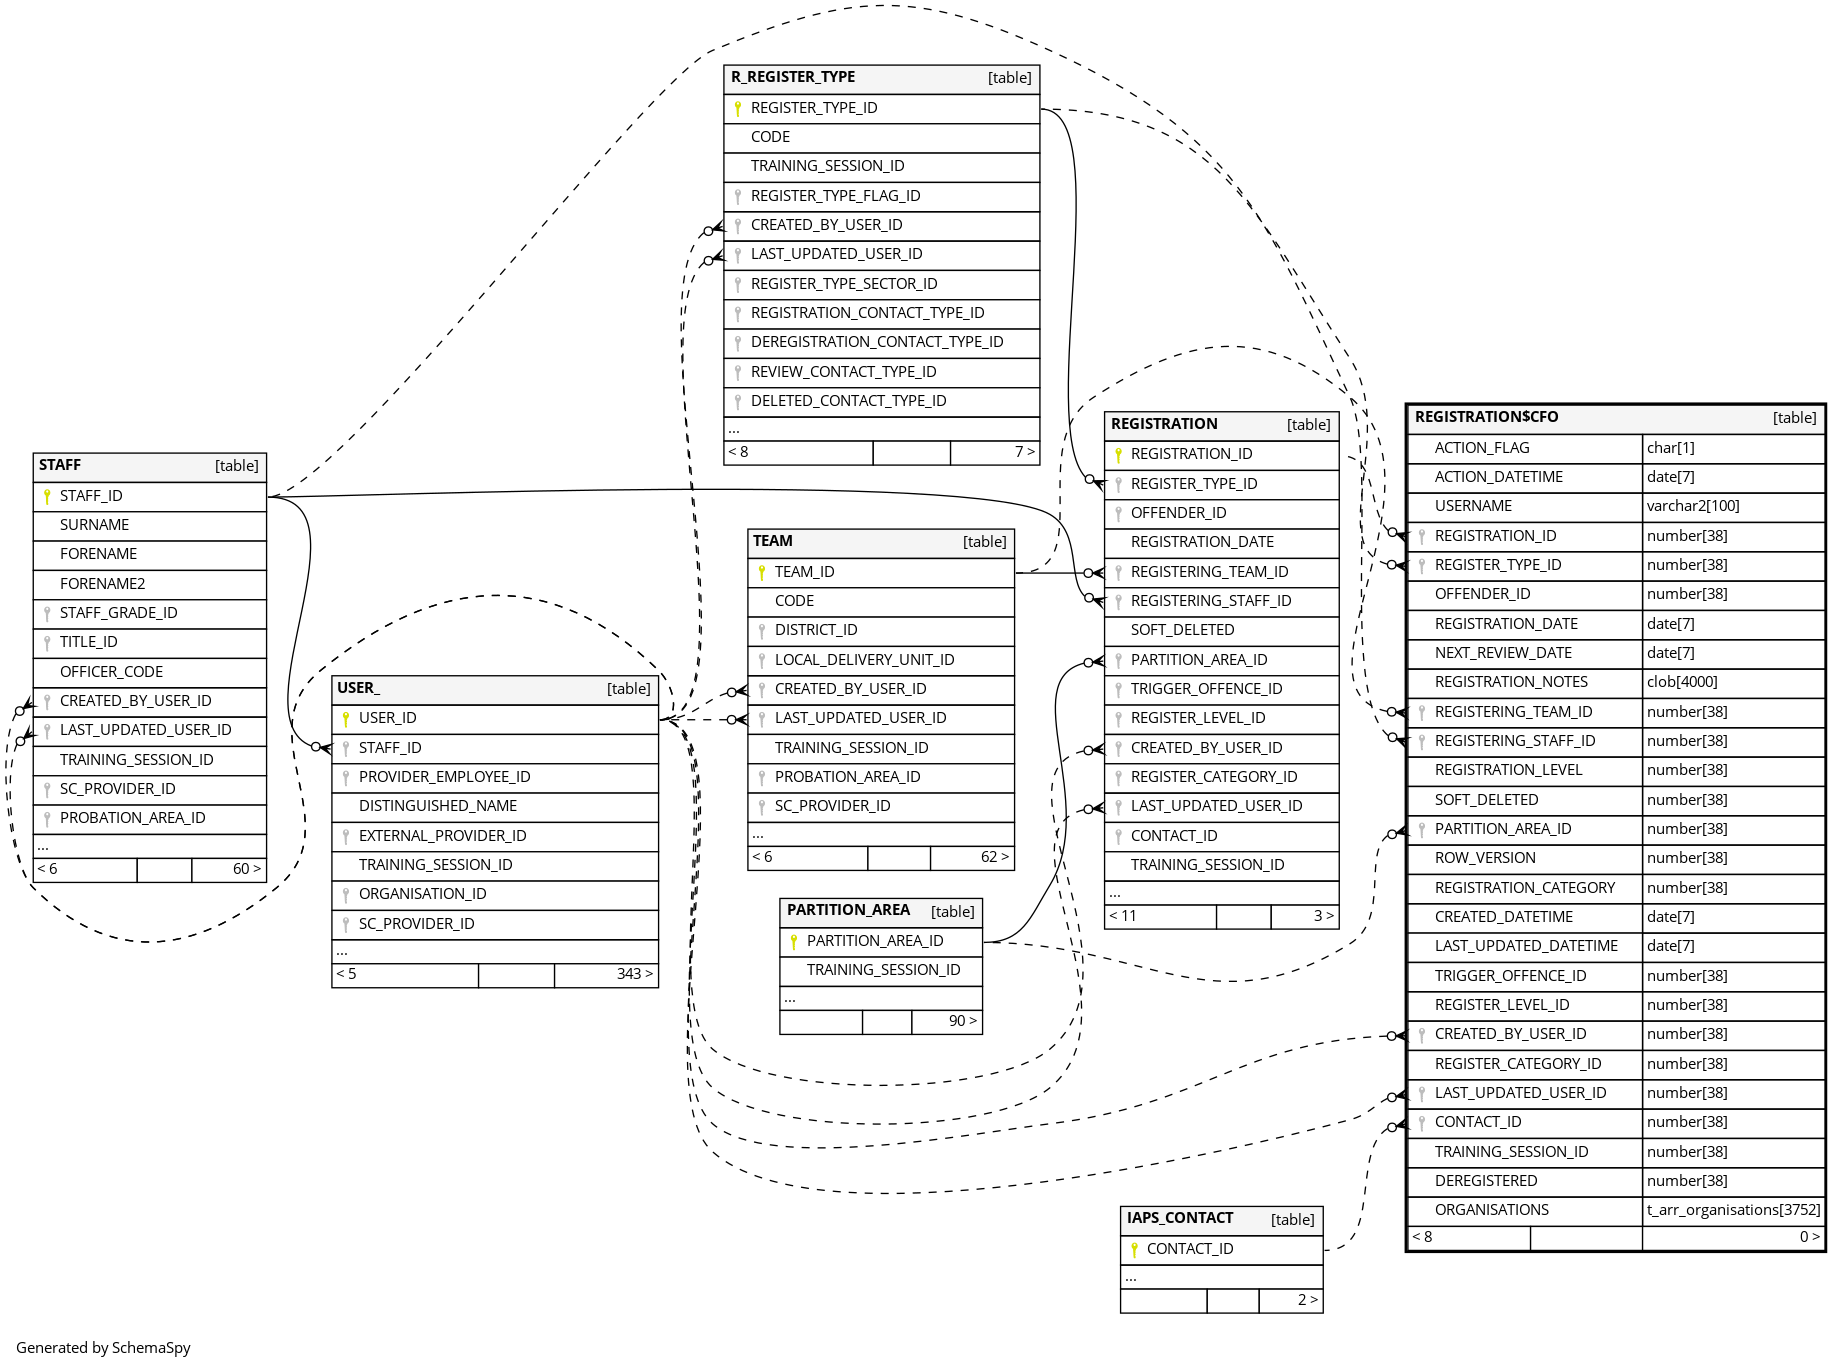 R_REGISTER_TYPE [table]
REGISTER_TYPE_ID
CODE
TRAINING_SESSION_ID
REGISTER_TYPE_FLAG_ID
CREATED_BY_USER_ID
LAST_UPDATED_USER_ID
REGISTER_TYPE_SECTOR_ID
REGISTRATION_CONTACT_TYPE_ID
DEREGISTRATION_CONTACT_TYPE_ID
REVIEW_CONTACT_TYPE_ID
DELETED_CONTACT_TYPE_ID
...
< 8 7 >
STAFF [table]
STAFF_ID
SURNAME
FORENAME
FORENAME2
STAFF_GRADE_ID
TITLE_ID
OFFICER_CODE
CREATED_BY_USER_ID
LAST_UPDATED_USER_ID
TRAINING_SESSION_ID
SC_PROVIDER_ID
PROBATION_AREA_ID
...
< 6 60 >
USER_ [table]
USER_ID
STAFF_ID
PROVIDER_EMPLOYEE_ID
DISTINGUISHED_NAME
EXTERNAL_PROVIDER_ID
TRAINING_SESSION_ID
ORGANISATION_ID
SC_PROVIDER_ID
...
< 5 343 >
TEAM [table]
TEAM_ID
CODE
DISTRICT_ID
LOCAL_DELIVERY_UNIT_ID
CREATED_BY_USER_ID
LAST_UPDATED_USER_ID
TRAINING_SESSION_ID
PROBATION_AREA_ID
SC_PROVIDER_ID
...
< 6 62 >
PARTITION_AREA [table]
PARTITION_AREA_ID
TRAINING_SESSION_ID
...
90 >
REGISTRATION [table]
REGISTRATION_ID
REGISTER_TYPE_ID
OFFENDER_ID
REGISTRATION_DATE
REGISTERING_TEAM_ID
REGISTERING_STAFF_ID
SOFT_DELETED
PARTITION_AREA_ID
TRIGGER_OFFENCE_ID
REGISTER_LEVEL_ID
CREATED_BY_USER_ID
REGISTER_CATEGORY_ID
LAST_UPDATED_USER_ID
CONTACT_ID
TRAINING_SESSION_ID
...
< 11 3 >
REGISTRATION$CFO [table]
ACTION_FLAG char[1]
ACTION_DATETIME date[7]
USERNAME varchar2[100]
REGISTRATION_ID number[38]
REGISTER_TYPE_ID number[38]
OFFENDER_ID number[38]
REGISTRATION_DATE date[7]
NEXT_REVIEW_DATE date[7]
REGISTRATION_NOTES clob[4000]
REGISTERING_TEAM_ID number[38]
REGISTERING_STAFF_ID number[38]
REGISTRATION_LEVEL number[38]
SOFT_DELETED number[38]
PARTITION_AREA_ID number[38]
ROW_VERSION number[38]
REGISTRATION_CATEGORY number[38]
CREATED_DATETIME date[7]
LAST_UPDATED_DATETIME date[7]
TRIGGER_OFFENCE_ID number[38]
REGISTER_LEVEL_ID number[38]
CREATED_BY_USER_ID number[38]
REGISTER_CATEGORY_ID number[38]
LAST_UPDATED_USER_ID number[38]
CONTACT_ID number[38]
TRAINING_SESSION_ID number[38]
DEREGISTERED number[38]
ORGANISATIONS t_arr_organisations[3752]
< 8 0 >
IAPS_CONTACT [table]
CONTACT_ID
...
2 >
Generated by SchemaSpy